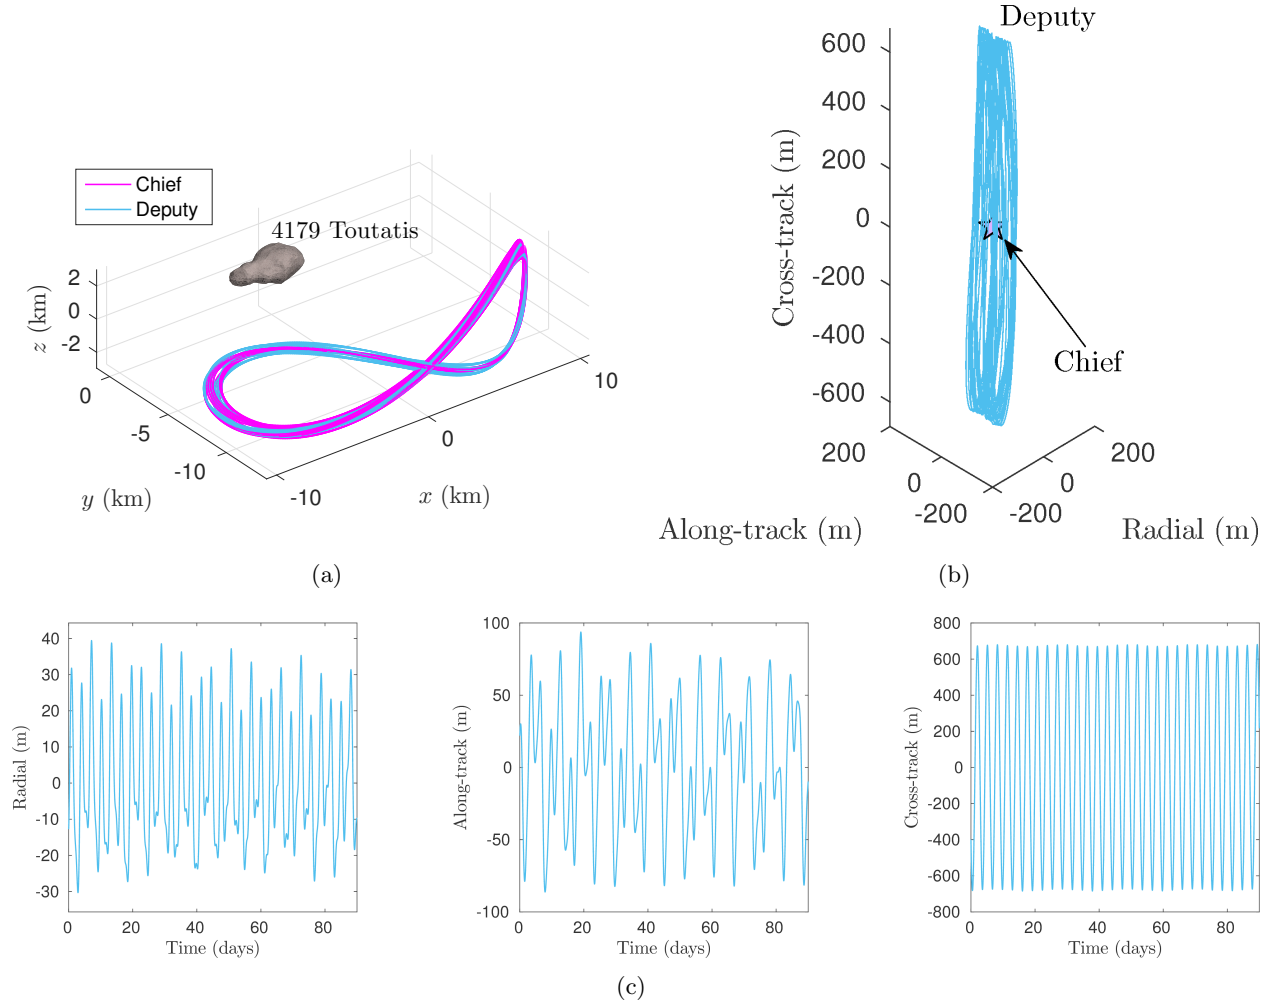 Chief
Deputy
4179 Toutatis
2
0
-2
z (km)
0
-5
-10
y (km)
-10
0
10
x (km)
(a)
Deputy
600
400
200
0
-200
-400
-600
Cross-track (m)
Chief
200
0
-200
Along-track (m)
-200
0
200
Radial (m)
(b)
40
30
20
10
0
-10
-20
-30
Radial (m)
0 20 40 60 80
Time (days)
100
50
0
-50
-100
Along-track (m)
0 20 40 60 80
Time (days)
800
600
400
200
0
-200
-400
-600
-800
Cross-track (m)
0 20 40 60 80
Time (days)
(c)